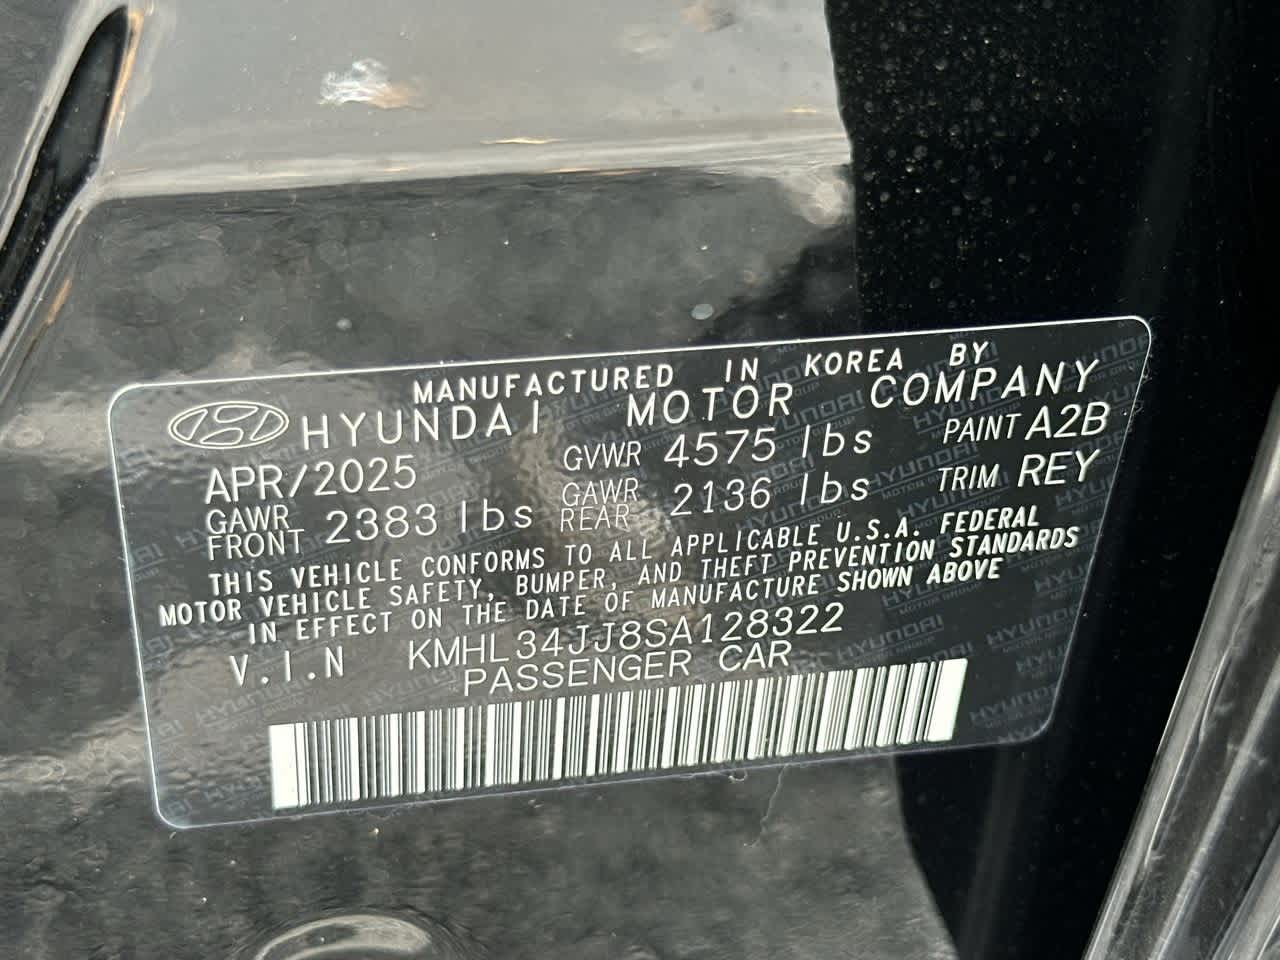 MANUFACTURED IN KOREA BY
HYUNDAI MOTOR COMPANY
APR/2025 GVWR 4575 lbs PAINT A2B
GAWR FRONT 2383 lbs GAWR REAR 2136 lbs TRIM REY
THIS VEHICLE CONFORMS TO ALL APPLICABLE U.S.A. FEDERAL
MOTOR VEHICLE SAFETY, BUMPER, AND THEFT PREVENTION STANDARDS
IN EFFECT ON THE DATE OF MANUFACTURE SHOWN ABOVE
V.I.N KMHL34JJ8SA128322
PASSENGER CAR